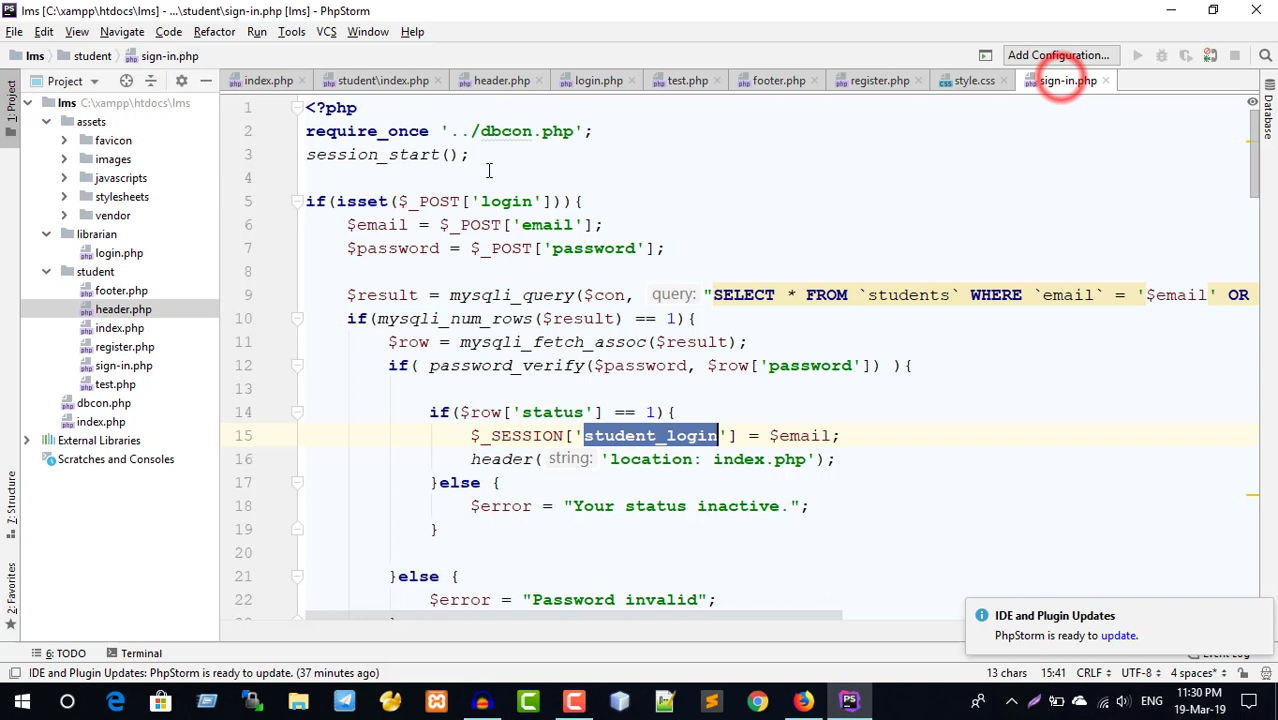 lms [C:\xampp\htdocs\lms] - ...\student\sign-in.php [lms] - PhpStorm
File Edit View Navigate Code Refactor Run Tools VCS Window Help
lms student sign-in.php Add Configuration...
Project index.php student\index.php header.php login.php test.php footer.php register.php style.css sign-in.php
1: Project
Database
lms C:\xampp\htdocs\lms
assets
favicon
images
javascripts
stylesheets
vendor
librarian
login.php
student
footer.php
header.php
index.php
register.php
sign-in.php
test.php
dbcon.php
index.php
External Libraries
Scratches and Consoles
7: Structure
2: Favorites
1 <?php
2 require_once '../dbcon.php';
3 session_start();
4
5 if(isset($_POST['login'])){
6 $email = $_POST['email'];
7 $password = $_POST['password'];
8
9 $result = mysqli_query($con, query: "SELECT * FROM `students` WHERE `email` = '$email' OR
10 if(mysqli_num_rows($result) == 1){
11 $row = mysqli_fetch_assoc($result);
12 if( password_verify($password, $row['password']) ){
13
14 if($row['status'] == 1){
15 $_SESSION['student_login'] = $email;
16 header( string: 'location: index.php');
17 }else {
18 $error = "Your status inactive.";
19 }
20
21 }else {
22 $error = "Password invalid";
IDE and Plugin Updates
PhpStorm is ready to update.
6: TODO Terminal Event Log
IDE and Plugin Updates: PhpStorm is ready to update. (37 minutes ago) 13 chars 15:41 CRLF UTF-8 4 spaces*
ENG 11:30 PM
19-Mar-19